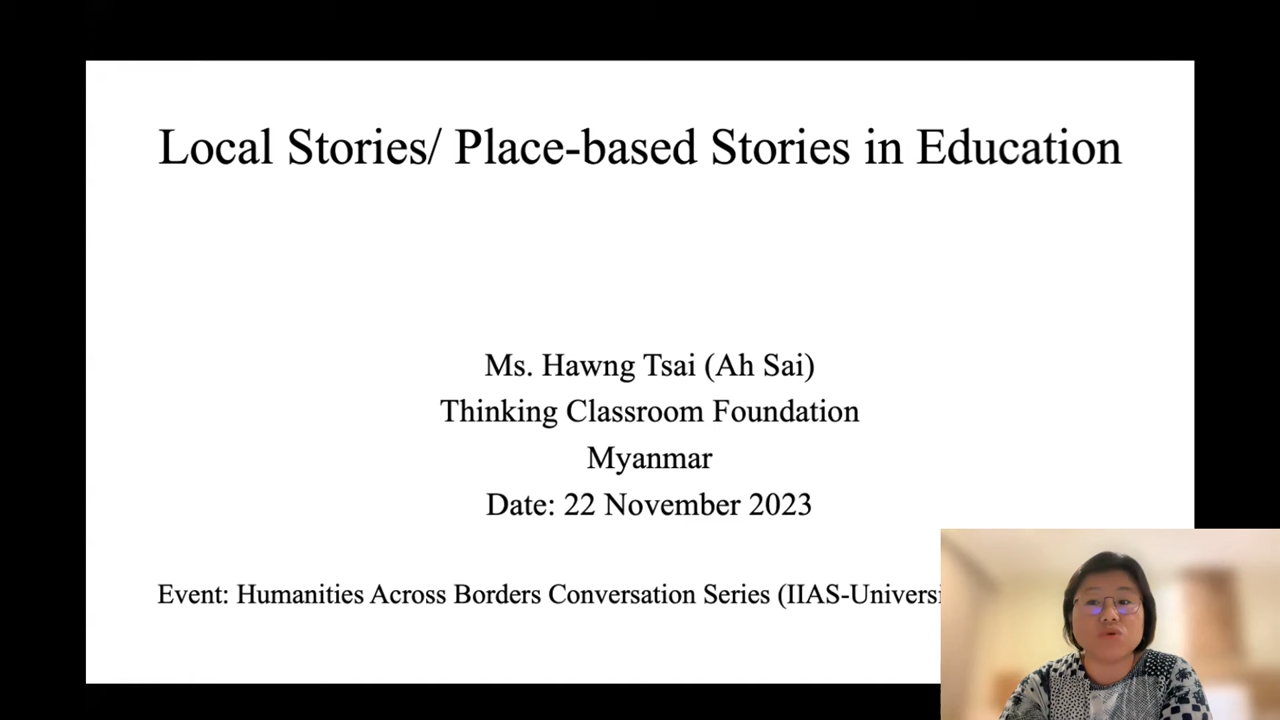 Local Stories/ Place-based Stories in Education
Ms. Hawng Tsai (Ah Sai)
Thinking Classroom Foundation
Myanmar
Date: 22 November 2023
Event: Humanities Across Borders Conversation Series (IIAS-Universi